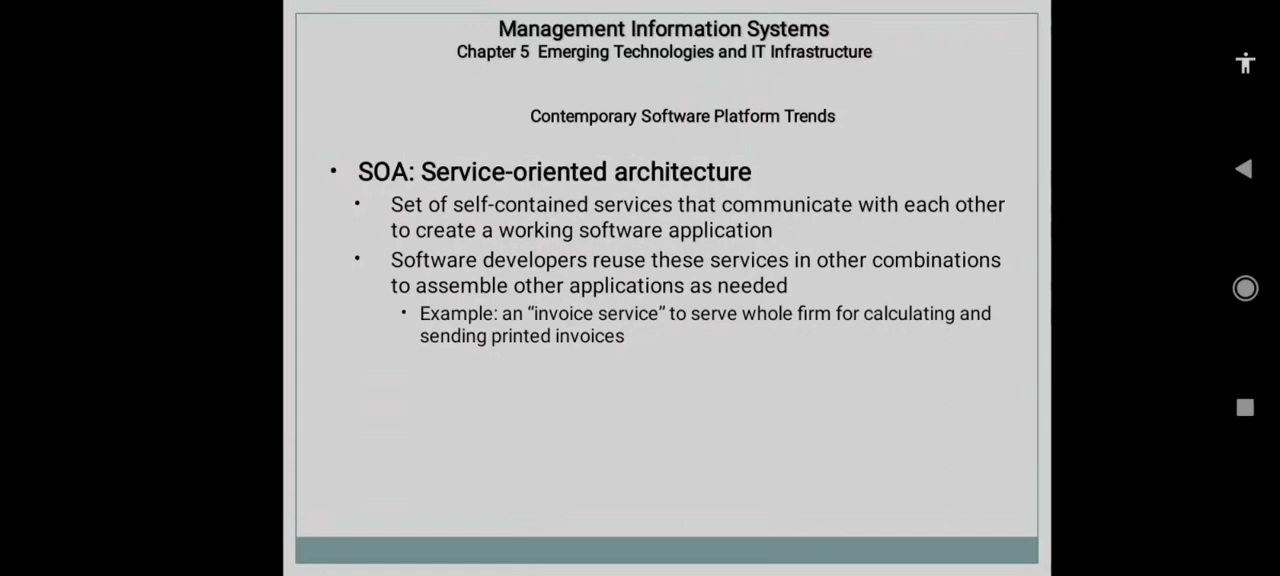 Management Information Systems
Chapter 5  Emerging Technologies and IT Infrastructure
Contemporary Software Platform Trends
• SOA: Service-oriented architecture
• Set of self-contained services that communicate with each other
to create a working software application
• Software developers reuse these services in other combinations
to assemble other applications as needed
• Example: an “invoice service” to serve whole firm for calculating and
sending printed invoices